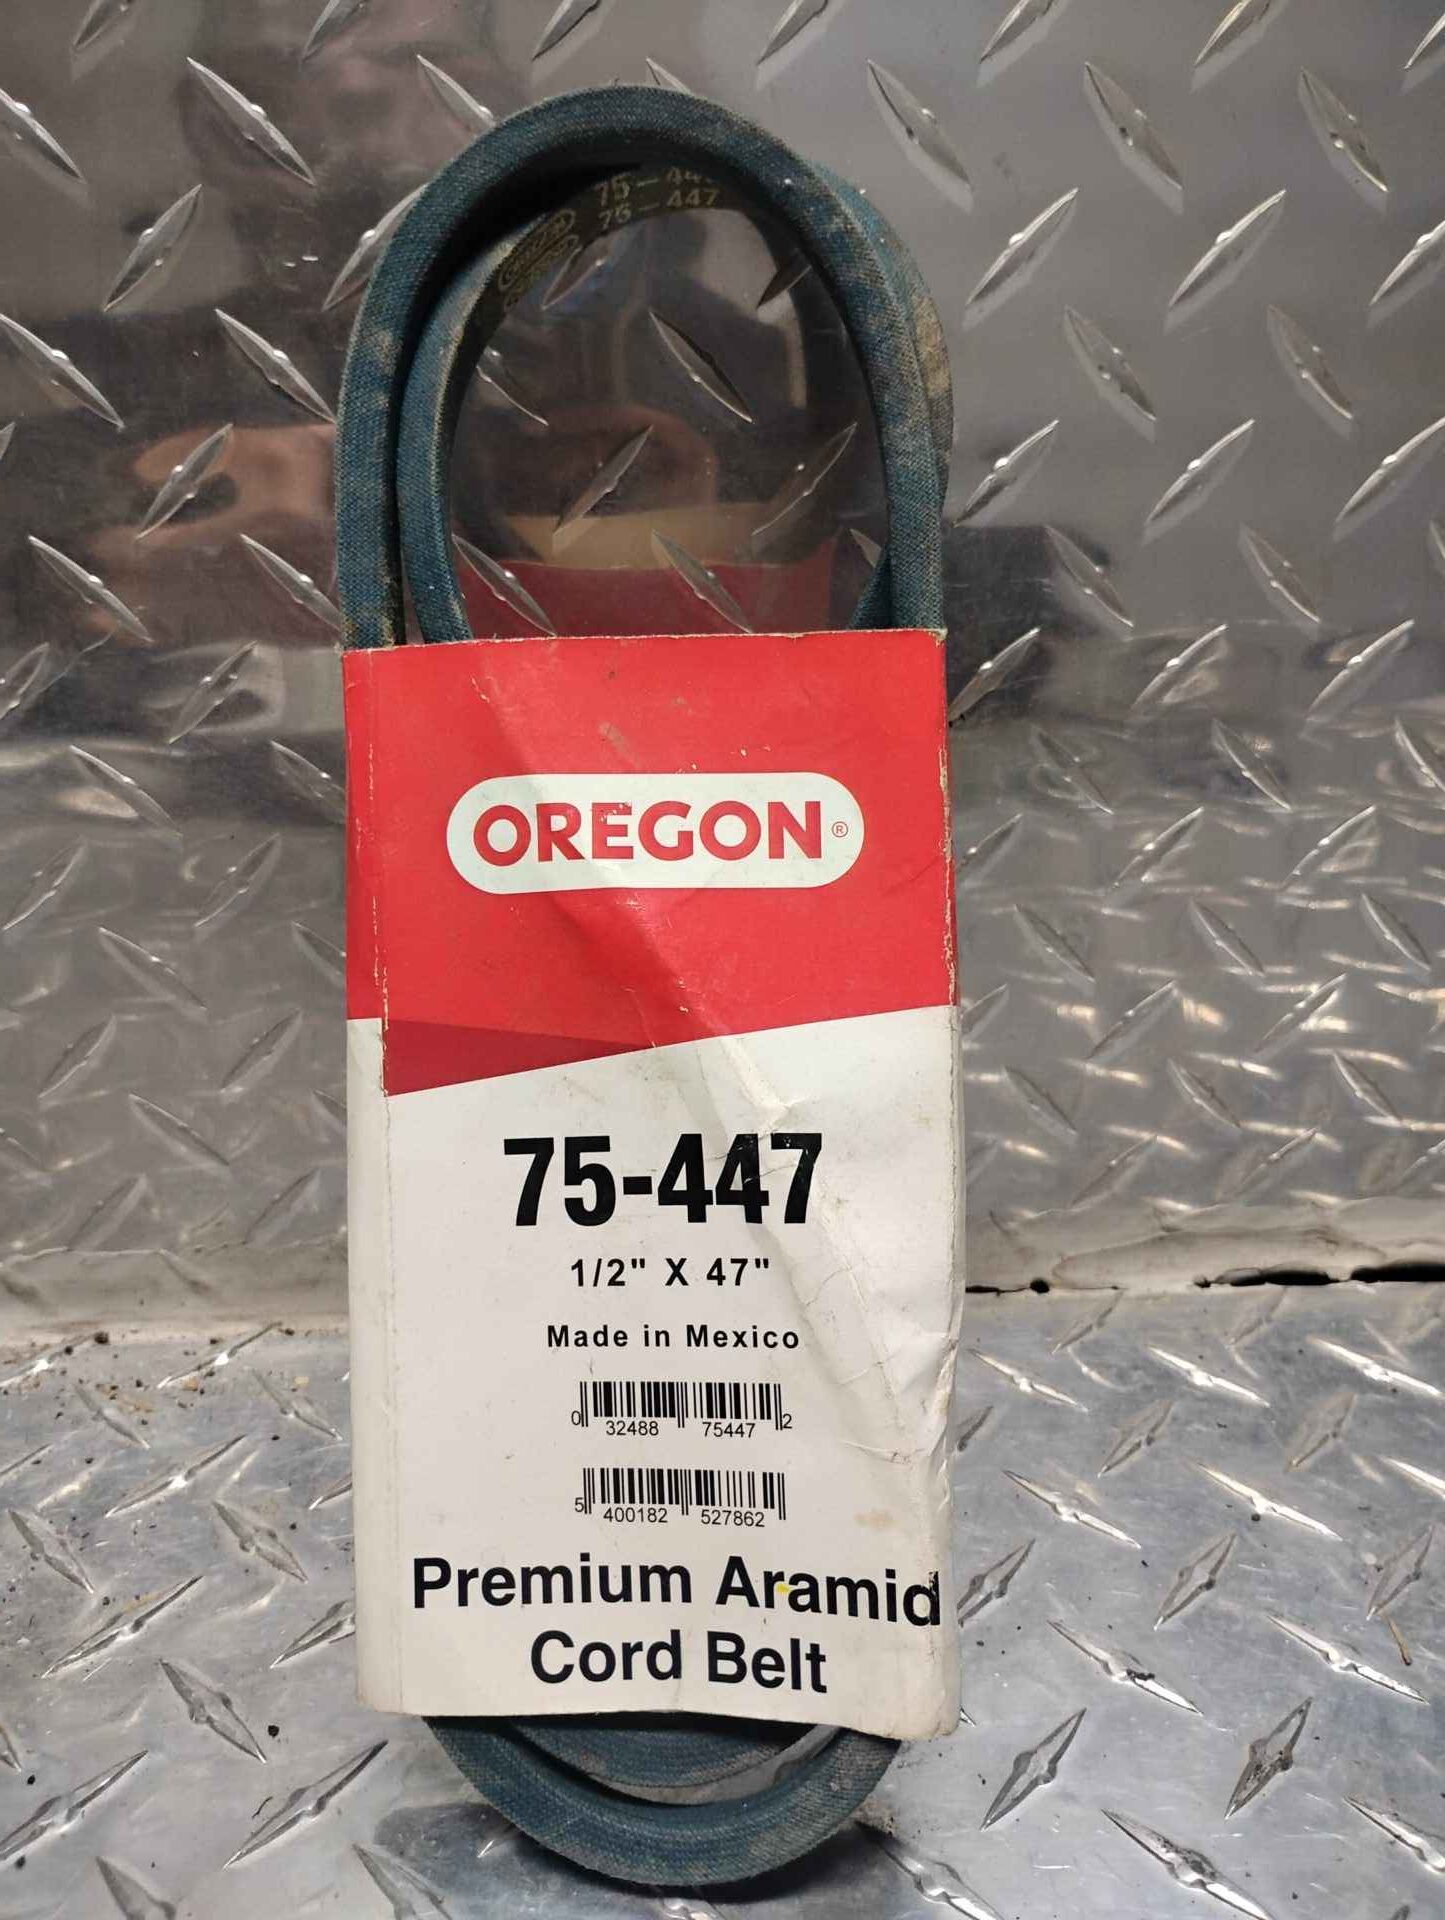 75-44
75-447
OREGON®
75-447
1/2" X 47"
Made in Mexico
0 32488 75447 2
5 400182 527862
Premium Aramid
Cord Belt